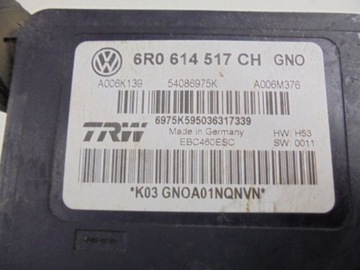 6R0 614 517 CH GNO
A006K139 54086975K A006M376
6975K595036317339
TRW
Made in Germany
EBC460ESC
HW: H53
SW: 0011
*K03 GNOA01NQNVN*